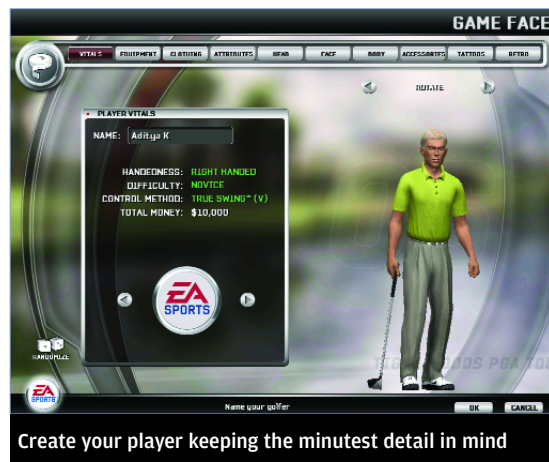 GAME FACE
VITALS EQUIPMENT CLOTHING ATTRIBUTES HEAD FACE BODY ACCESSORIES TATTOOS RETRO
ROTATE
PLAYER VITALS
NAME: Aditya K
HANDEDNESS: RIGHT HANDED
DIFFICULTY: NOVICE
CONTROL METHOD: TRUE SWING™ (V)
TOTAL MONEY: $10,000
EA
SPORTS
RANDOMIZE
EA
SPORTS
Name your golfer
OK CANCEL
Create your player keeping the minutest detail in mind